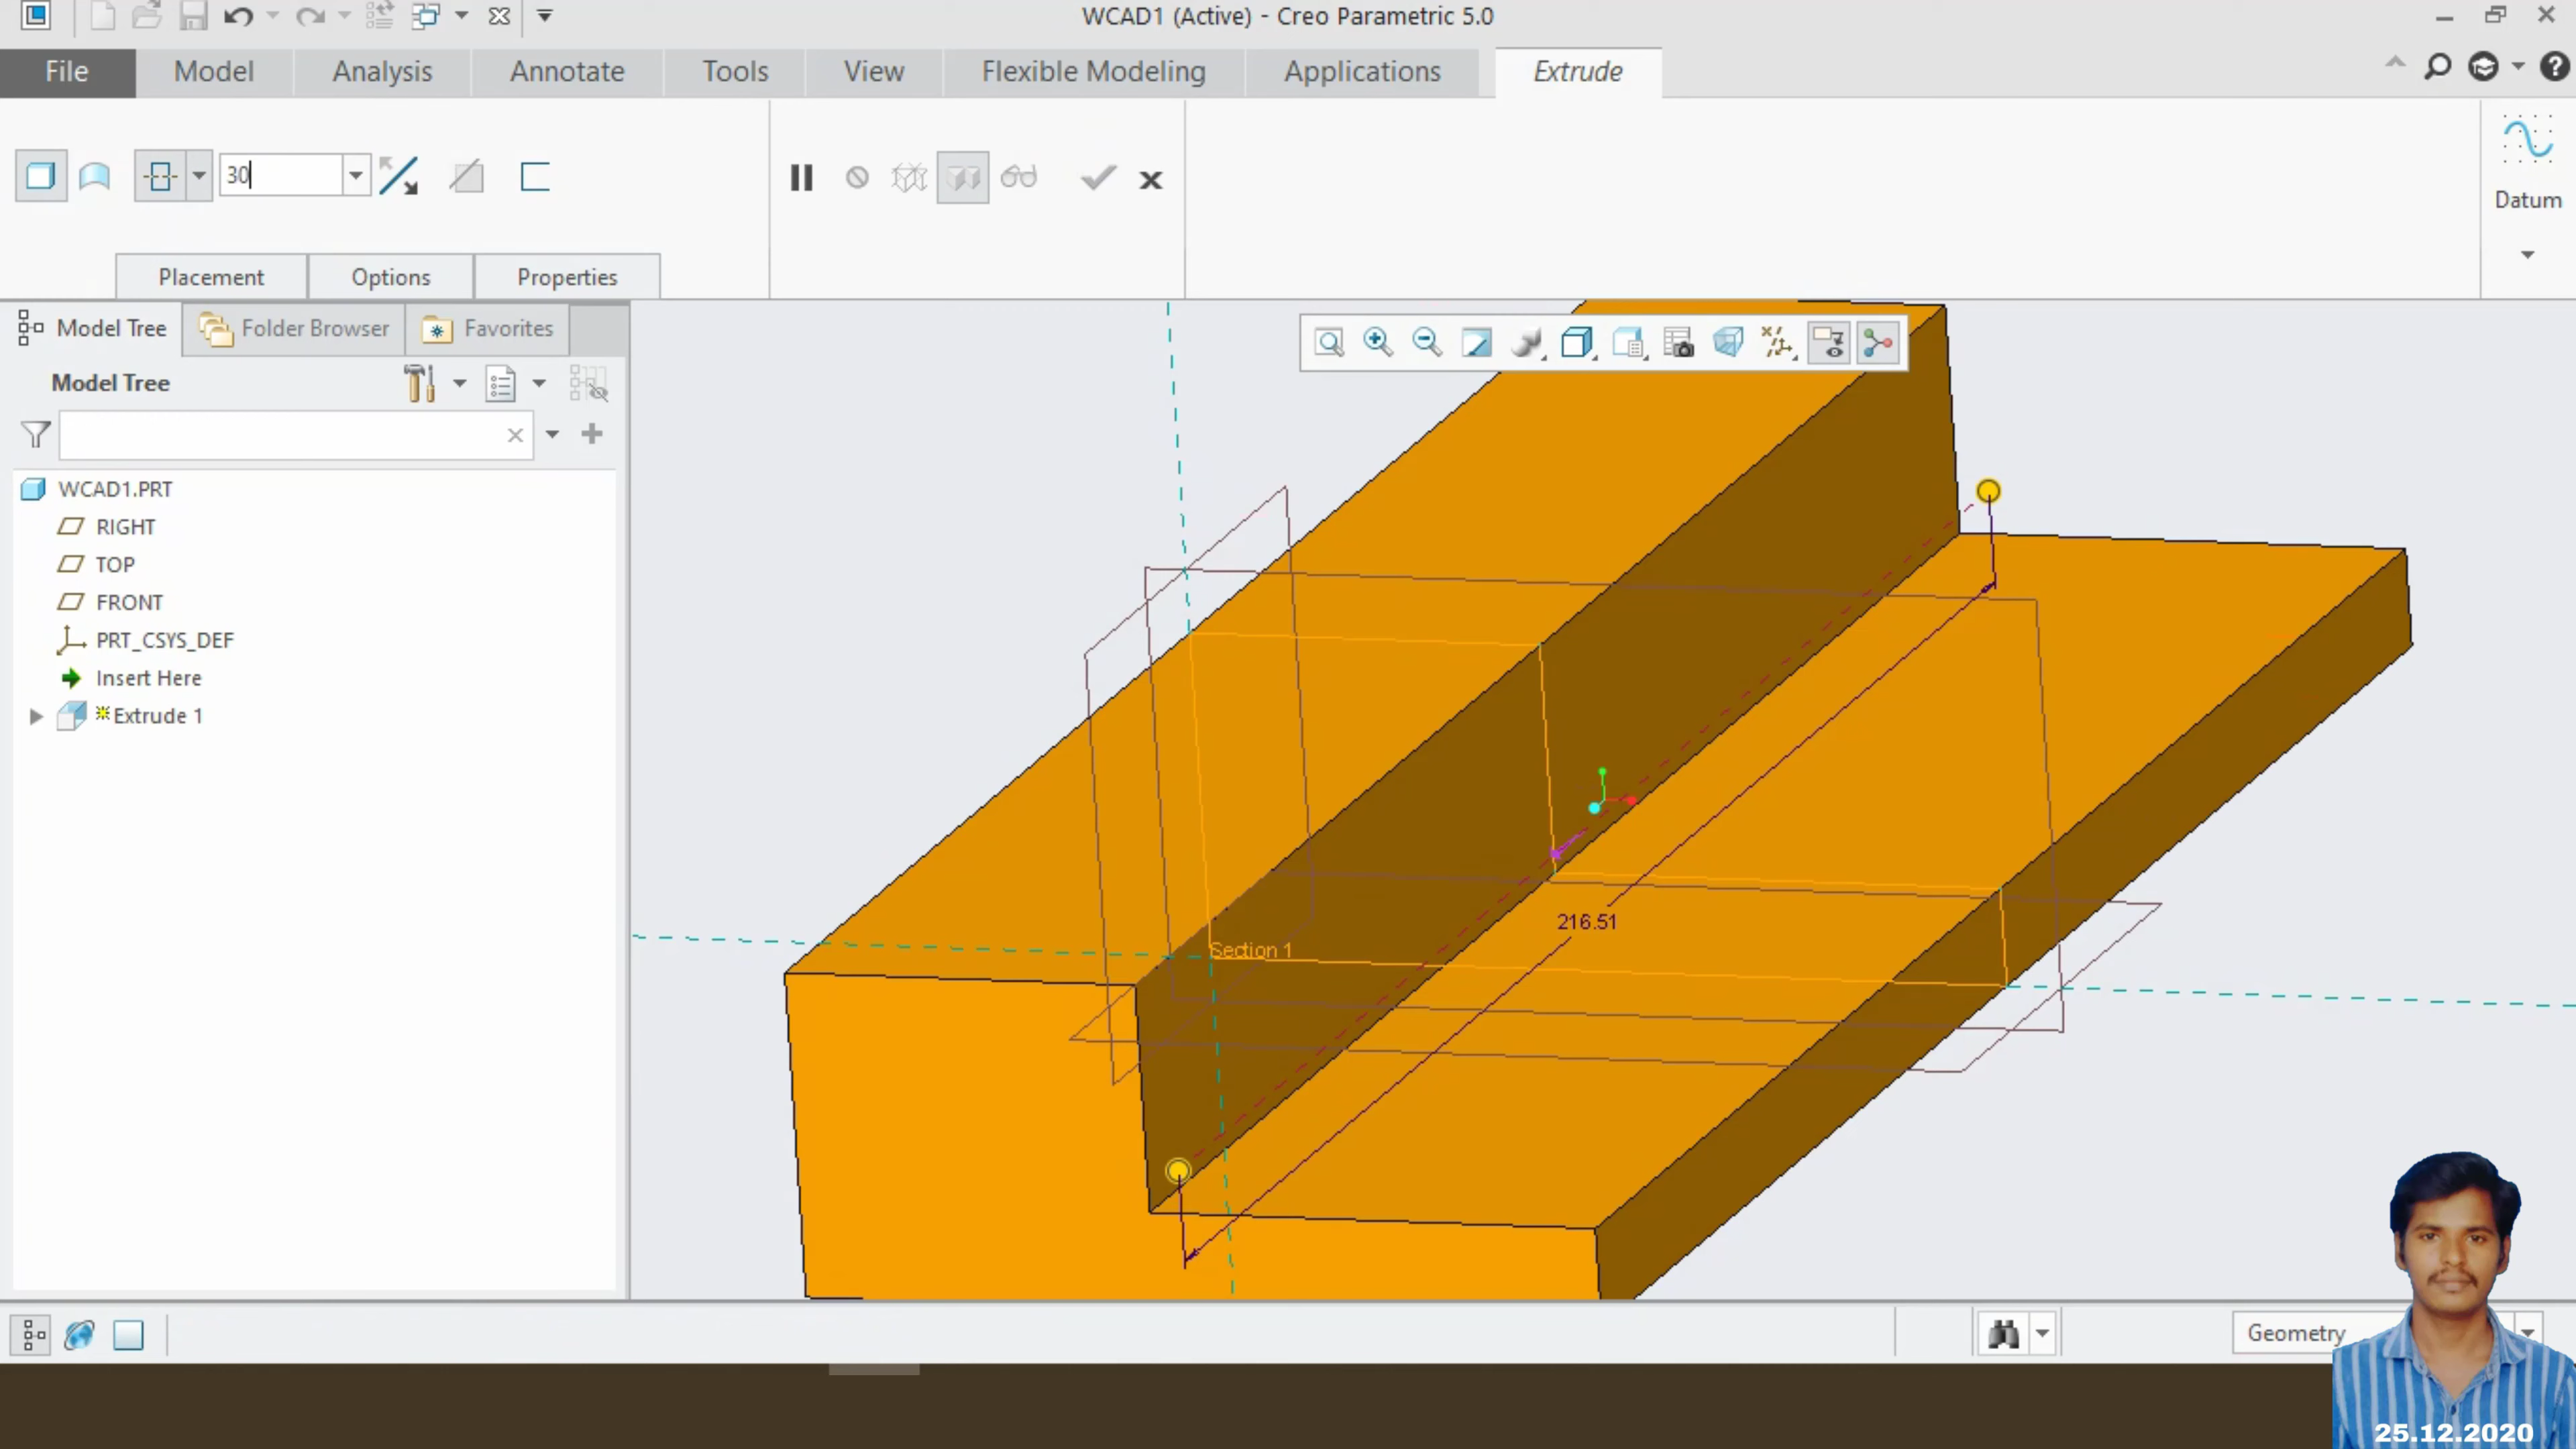 WCAD1 (Active) - Creo Parametric 5.0
File Model Analysis Annotate Tools View Flexible Modeling Applications Extrude
30
Datum
Placement Options Properties
Model Tree Folder Browser Favorites
Model Tree
WCAD1.PRT
RIGHT
TOP
FRONT
PRT_CSYS_DEF
Insert Here
Extrude 1
216.51
Section 1
Geometry
25.12.2020